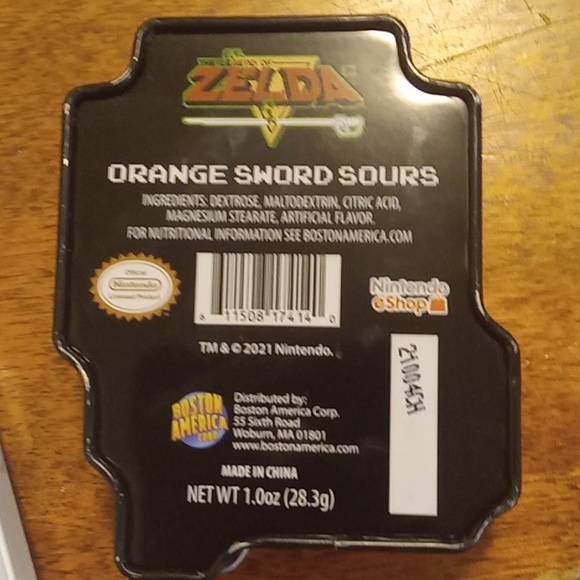 THE LEGEND OF
ZELDA
ORANGE SWORD SOURS
INGREDIENTS: DEXTROSE, MALTODEXTRIN, CITRIC ACID,
MAGNESIUM STEARATE, ARTIFICIAL FLAVOR.
FOR NUTRITIONAL INFORMATION SEE BOSTONAMERICA.COM
Official
Nintendo
Licensed Product
6 11508 17414 0
Nintendo
eShop
TM & © 2021 Nintendo.
21004CH
BOSTON
AMERICA
CORP
Distributed by:
Boston America Corp.
55 Sixth Road
Woburn, MA 01801
www.bostonamerica.com
MADE IN CHINA
NET WT 1.0oz (28.3g)